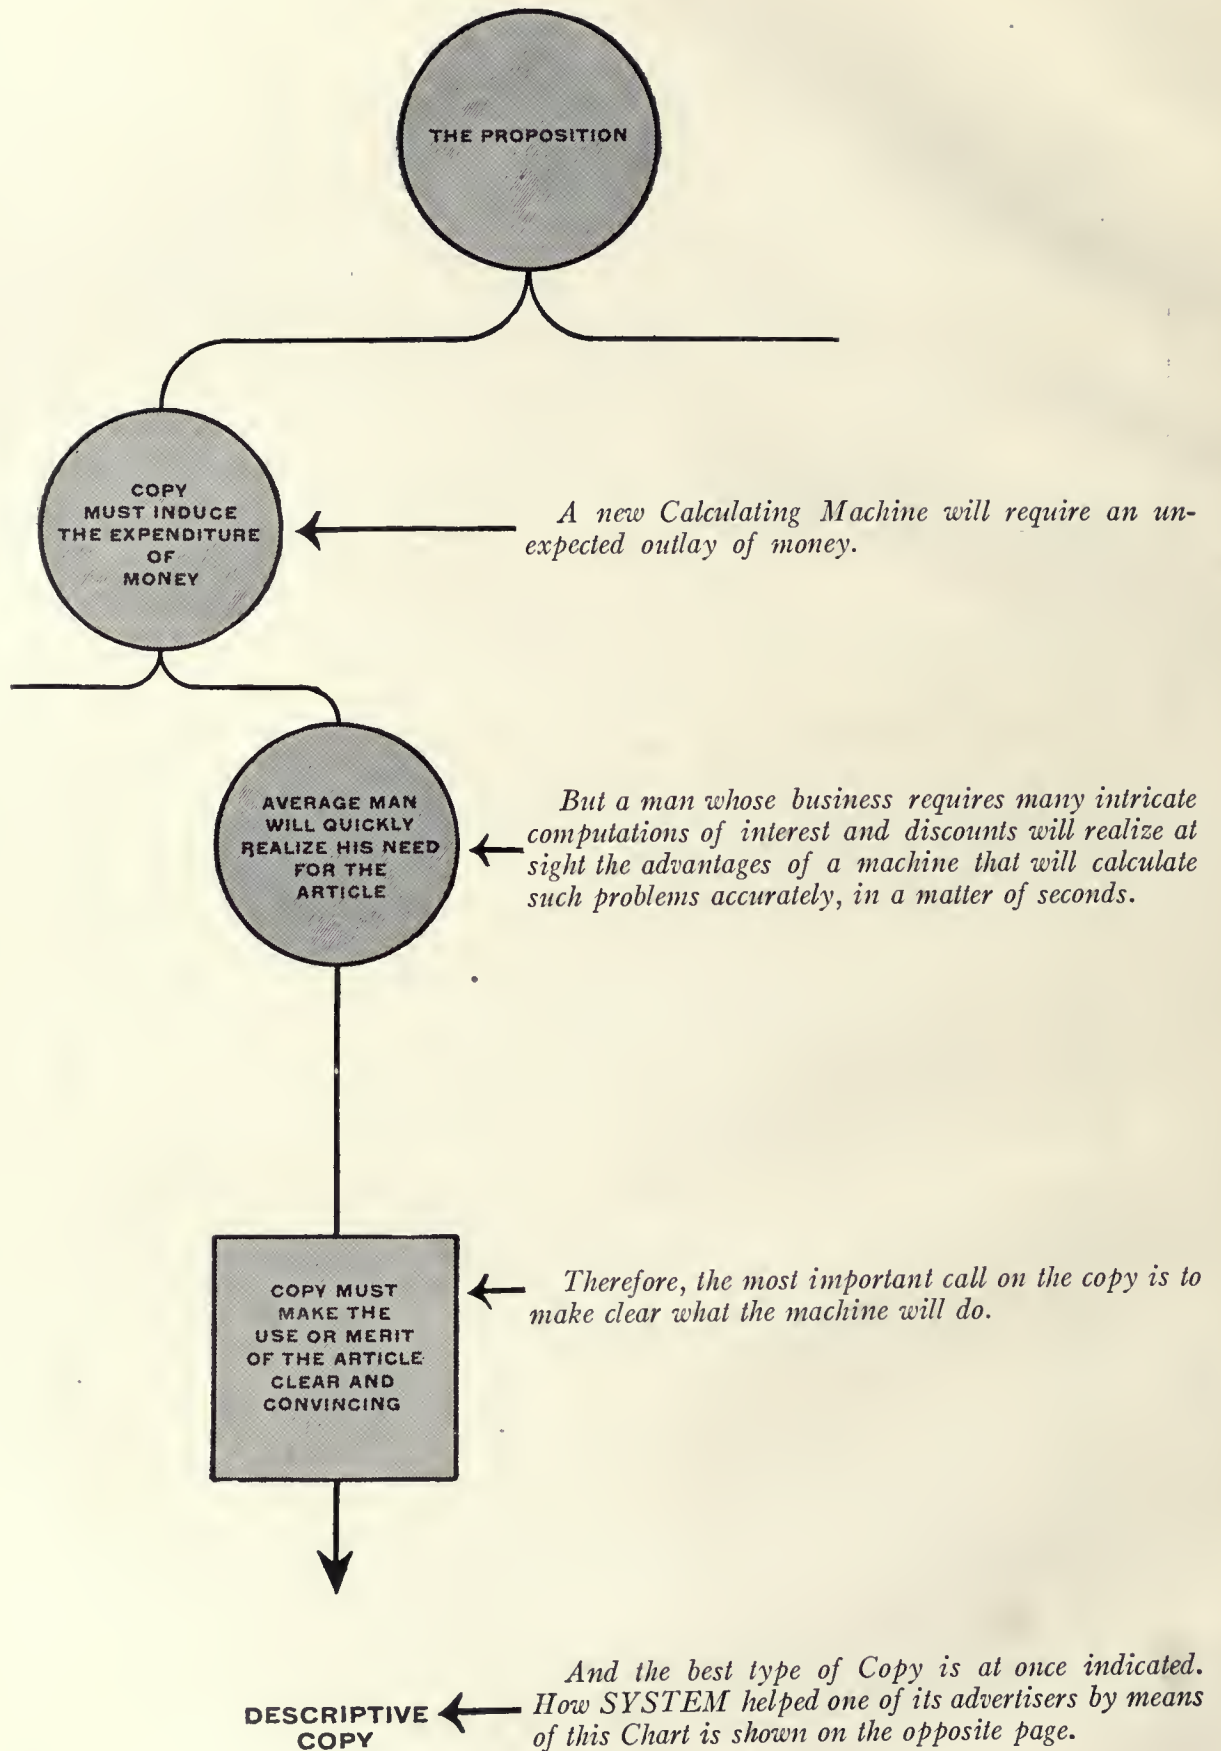 THE PROPOSITION
COPY
MUST INDUCE
THE EXPENDITURE
OF
MONEY
A new Calculating Machine will require an un-
expected outlay of money.
AVERAGE MAN
WILL QUICKLY
REALIZE HIS NEED
FOR THE
ARTICLE
But a man whose business requires many intricate
computations of interest and discounts will realize at
sight the advantages of a machine that will calculate
such problems accurately, in a matter of seconds.
COPY MUST
MAKE THE
USE OR MERIT
OF THE ARTICLE
CLEAR AND
CONVINCING
Therefore, the most important call on the copy is to
make clear what the machine will do.
DESCRIPTIVE
COPY
And the best type of Copy is at once indicated.
How SYSTEM helped one of its advertisers by means
of this Chart is shown on the opposite page.